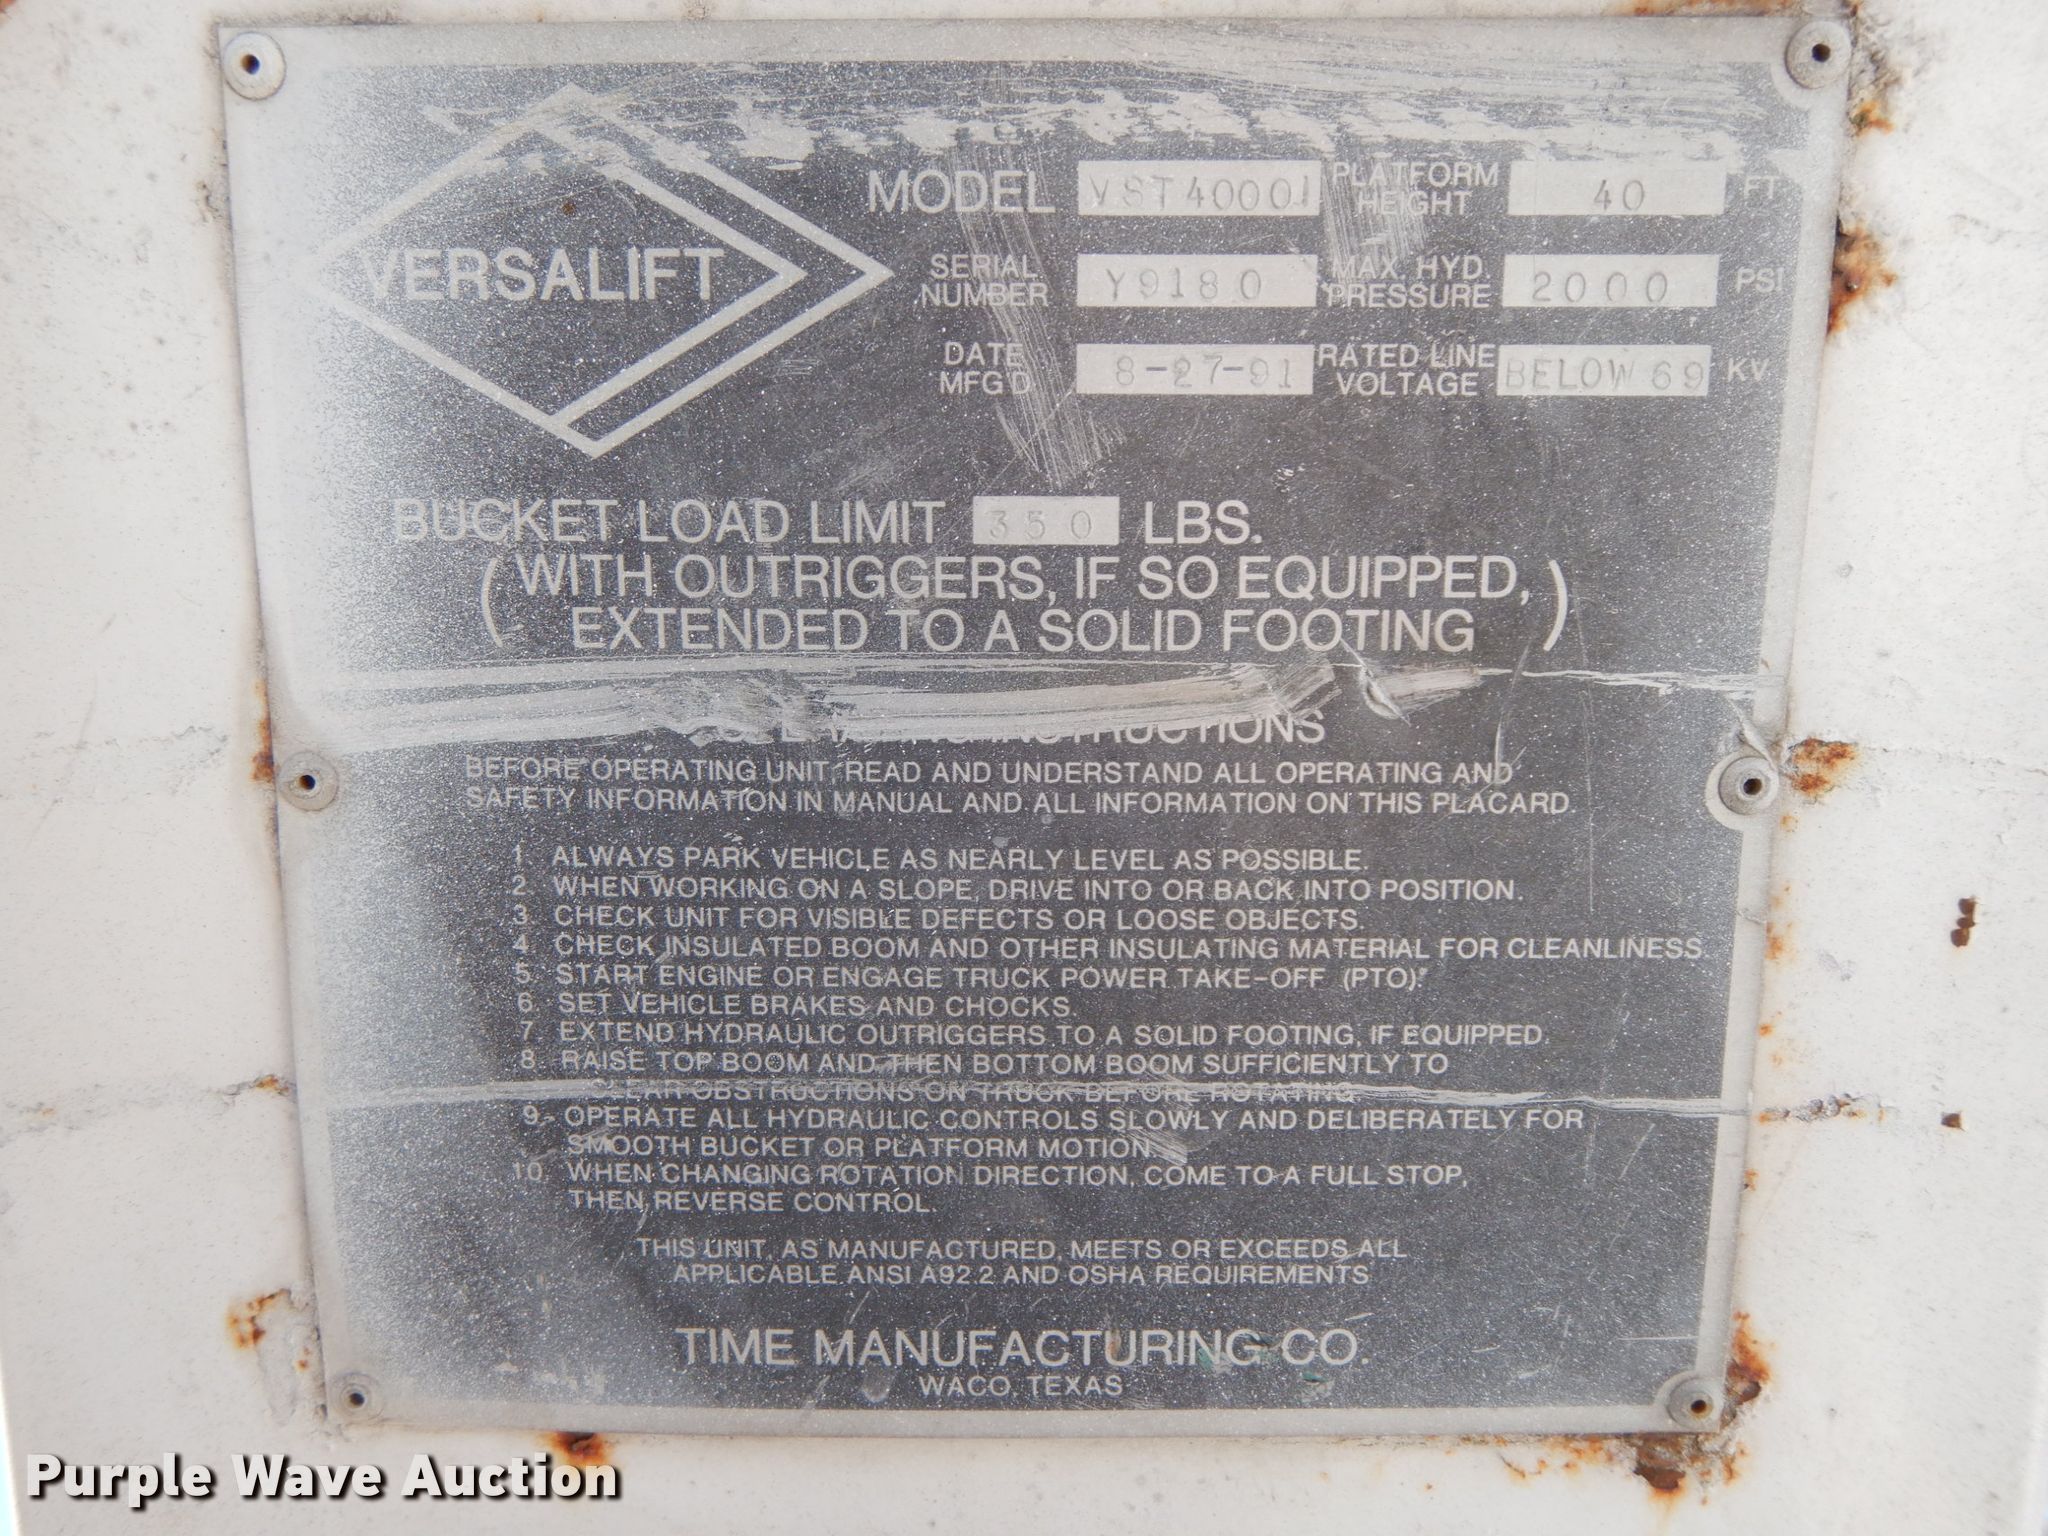 VERSALIFT
MODEL VST4000I PLATFORM HEIGHT 40 FT
SERIAL NUMBER Y9180 MAX. HYD. PRESSURE 2000 PSI
DATE MFG'D 8-27-91 RATED LINE VOLTAGE BELOW 69 KV
BUCKET LOAD LIMIT 350 LBS.
(WITH OUTRIGGERS, IF SO EQUIPPED,
EXTENDED TO A SOLID FOOTING)
INSTRUCTIONS
BEFORE OPERATING UNIT, READ AND UNDERSTAND ALL OPERATING AND
SAFETY INFORMATION IN MANUAL AND ALL INFORMATION ON THIS PLACARD.
1. ALWAYS PARK VEHICLE AS NEARLY LEVEL AS POSSIBLE.
2. WHEN WORKING ON A SLOPE, DRIVE INTO OR BACK INTO POSITION.
3. CHECK UNIT FOR VISIBLE DEFECTS OR LOOSE OBJECTS.
4. CHECK INSULATED BOOM AND OTHER INSULATING MATERIAL FOR CLEANLINESS.
5. START ENGINE OR ENGAGE TRUCK POWER TAKE-OFF (PTO).
6. SET VEHICLE BRAKES AND CHOCKS.
7. EXTEND HYDRAULIC OUTRIGGERS TO A SOLID FOOTING, IF EQUIPPED.
8. RAISE TOP BOOM AND THEN BOTTOM BOOM SUFFICIENTLY TO
CLEAR OBSTRUCTIONS ON TRUCK BEFORE ROTATING.
9. OPERATE ALL HYDRAULIC CONTROLS SLOWLY AND DELIBERATELY FOR
SMOOTH BUCKET OR PLATFORM MOTION.
10. WHEN CHANGING ROTATION DIRECTION, COME TO A FULL STOP,
THEN REVERSE CONTROL.
THIS UNIT, AS MANUFACTURED, MEETS OR EXCEEDS ALL
APPLICABLE ANSI A92.2 AND OSHA REQUIREMENTS
TIME MANUFACTURING CO.
WACO, TEXAS
Purple Wave Auction